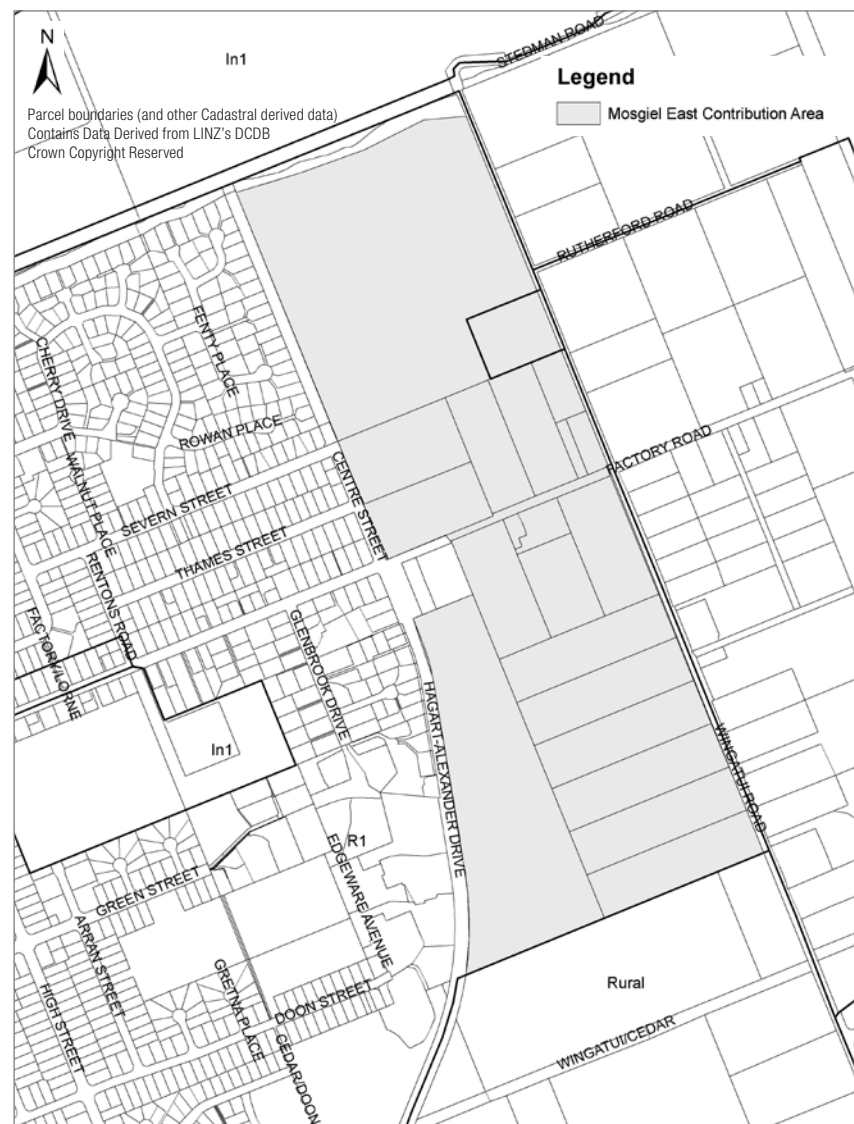 N
In1
STEDMAN ROAD
Legend
Mosgiel East Contribution Area
Parcel boundaries (and other Cadastral derived data)
Contains Data Derived from LINZ's DCDB
Crown Copyright Reserved
RUTHERFORD ROAD
FENTY PLACE
CHERRY DRIVE
ROWAN PLACE
FACTORY ROAD
WALNUT PLACE
SEVERN STREET
CENTRE STREET
THAMES STREET
RENTONS ROAD
FACTORY/LORNE
GLENBROOK DRIVE
HAGART-ALEXANDER DRIVE
In1
WINGATUI ROAD
R1
EDGEWARE AVENUE
GREEN STREET
ARRAN STREET
HIGH STREET
GRETNA PLACE
DOON STREET
CEDAR/DOON
Rural
WINGATUI/CEDAR